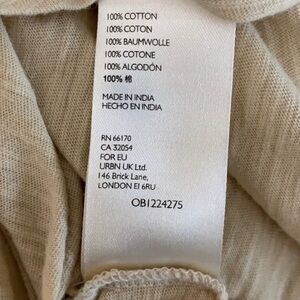 100% COTTON
100% COTON
100% BAUMWOLLE
100% COTONE
100% ALGODÓN
100% 棉
MADE IN INDIA
HECHO EN INDIA
RN 66170
CA 32054
FOR EU
URBN UK Ltd.
146 Brick Lane,
LONDON E1 6RU
OB1224275